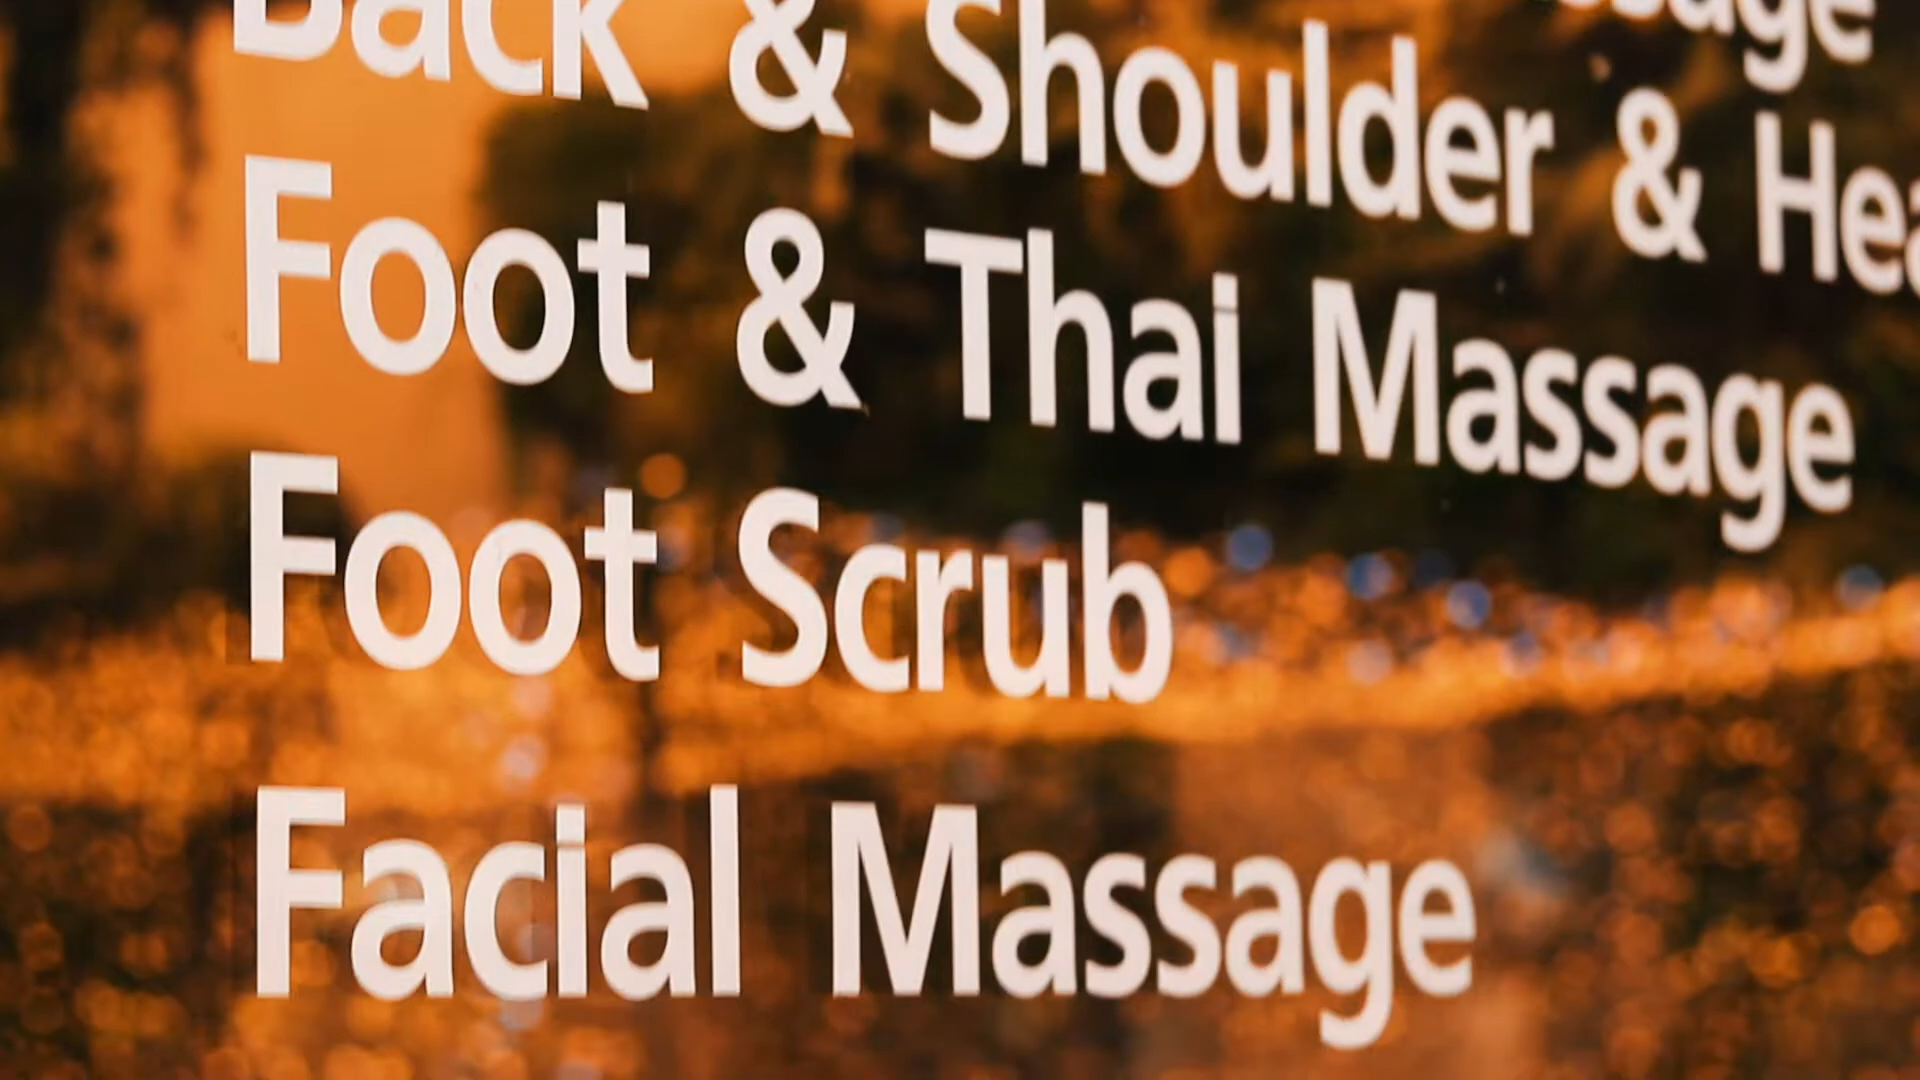 Back & Shoulder &
Foot & Thai Massage
Foot Scrub
Facial Massage